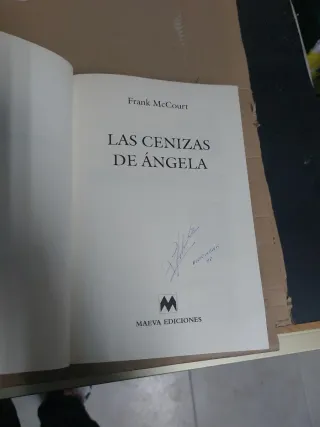 Frank McCourt
LAS CENIZAS
DE ÁNGELA
MAEVA EDICIONES